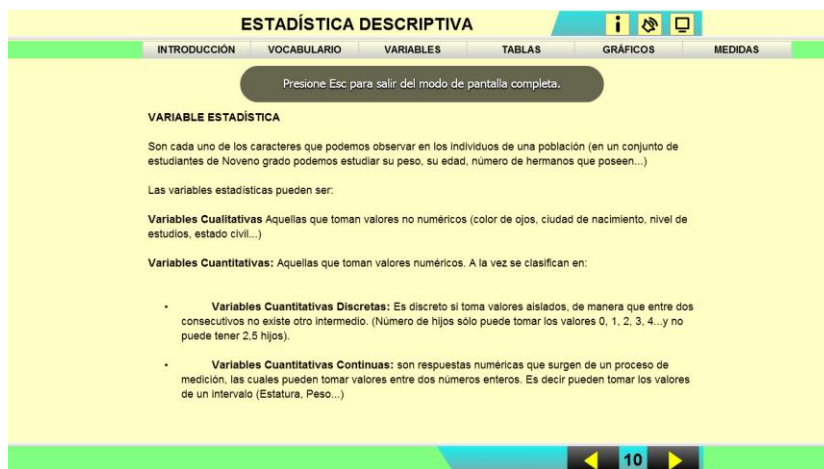 ESTADÍSTICA DESCRIPTIVA
INTRODUCCIÓN VOCABULARIO VARIABLES TABLAS GRÁFICOS MEDIDAS
Presione Esc para salir del modo de pantalla completa.
VARIABLE ESTADÍSTICA
Son cada uno de los caracteres que podemos observar en los individuos de una población (en un conjunto de
estudiantes de Noveno grado podemos estudiar su peso, su edad, número de hermanos que poseen...)
Las variables estadísticas pueden ser:
Variables Cualitativas Aquellas que toman valores no numéricos (color de ojos, ciudad de nacimiento, nivel de
estudios, estado civil...)
Variables Cuantitativas: Aquellas que toman valores numéricos. A la vez se clasifican en:
• Variables Cuantitativas Discretas: Es discreto si toma valores aislados, de manera que entre dos
consecutivos no existe otro intermedio. (Número de hijos sólo puede tomar los valores 0, 1, 2, 3, 4...y no
puede tener 2,5 hijos).
• Variables Cuantitativas Continuas: son respuestas numéricas que surgen de un proceso de
medición, las cuales pueden tomar valores entre dos números enteros. Es decir pueden tomar los valores
de un intervalo (Estatura, Peso...)
10